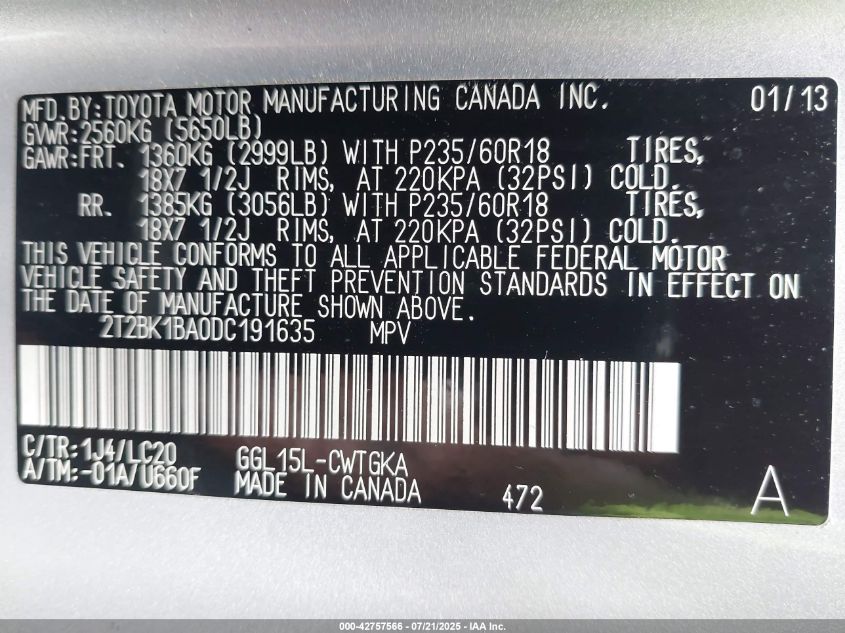 MFD.BY:TOYOTA MOTOR MANUFACTURING CANADA INC. 01/13
GVWR:2560KG (5650LB)
GAWR:FRT. 1360KG (2999LB) WITH P235/60R18 TIRES,
18X7 1/2J RIMS, AT 220KPA (32PSI) COLD.
RR. 1385KG (3056LB) WITH P235/60R18 TIRES,
18X7 1/2J RIMS, AT 220KPA (32PSI) COLD.
THIS VEHICLE CONFORMS TO ALL APPLICABLE FEDERAL MOTOR
VEHICLE SAFETY AND THEFT PREVENTION STANDARDS IN EFFECT ON
THE DATE OF MANUFACTURE SHOWN ABOVE.
2T2BK1BA0DC191635 MPV
C/TR:1J4/LC20 GGL15L-CWTGKA
A/TM:-01A/U660F MADE IN CANADA 472 A
000-42757566 - 07/21/2025 - IAA Inc.